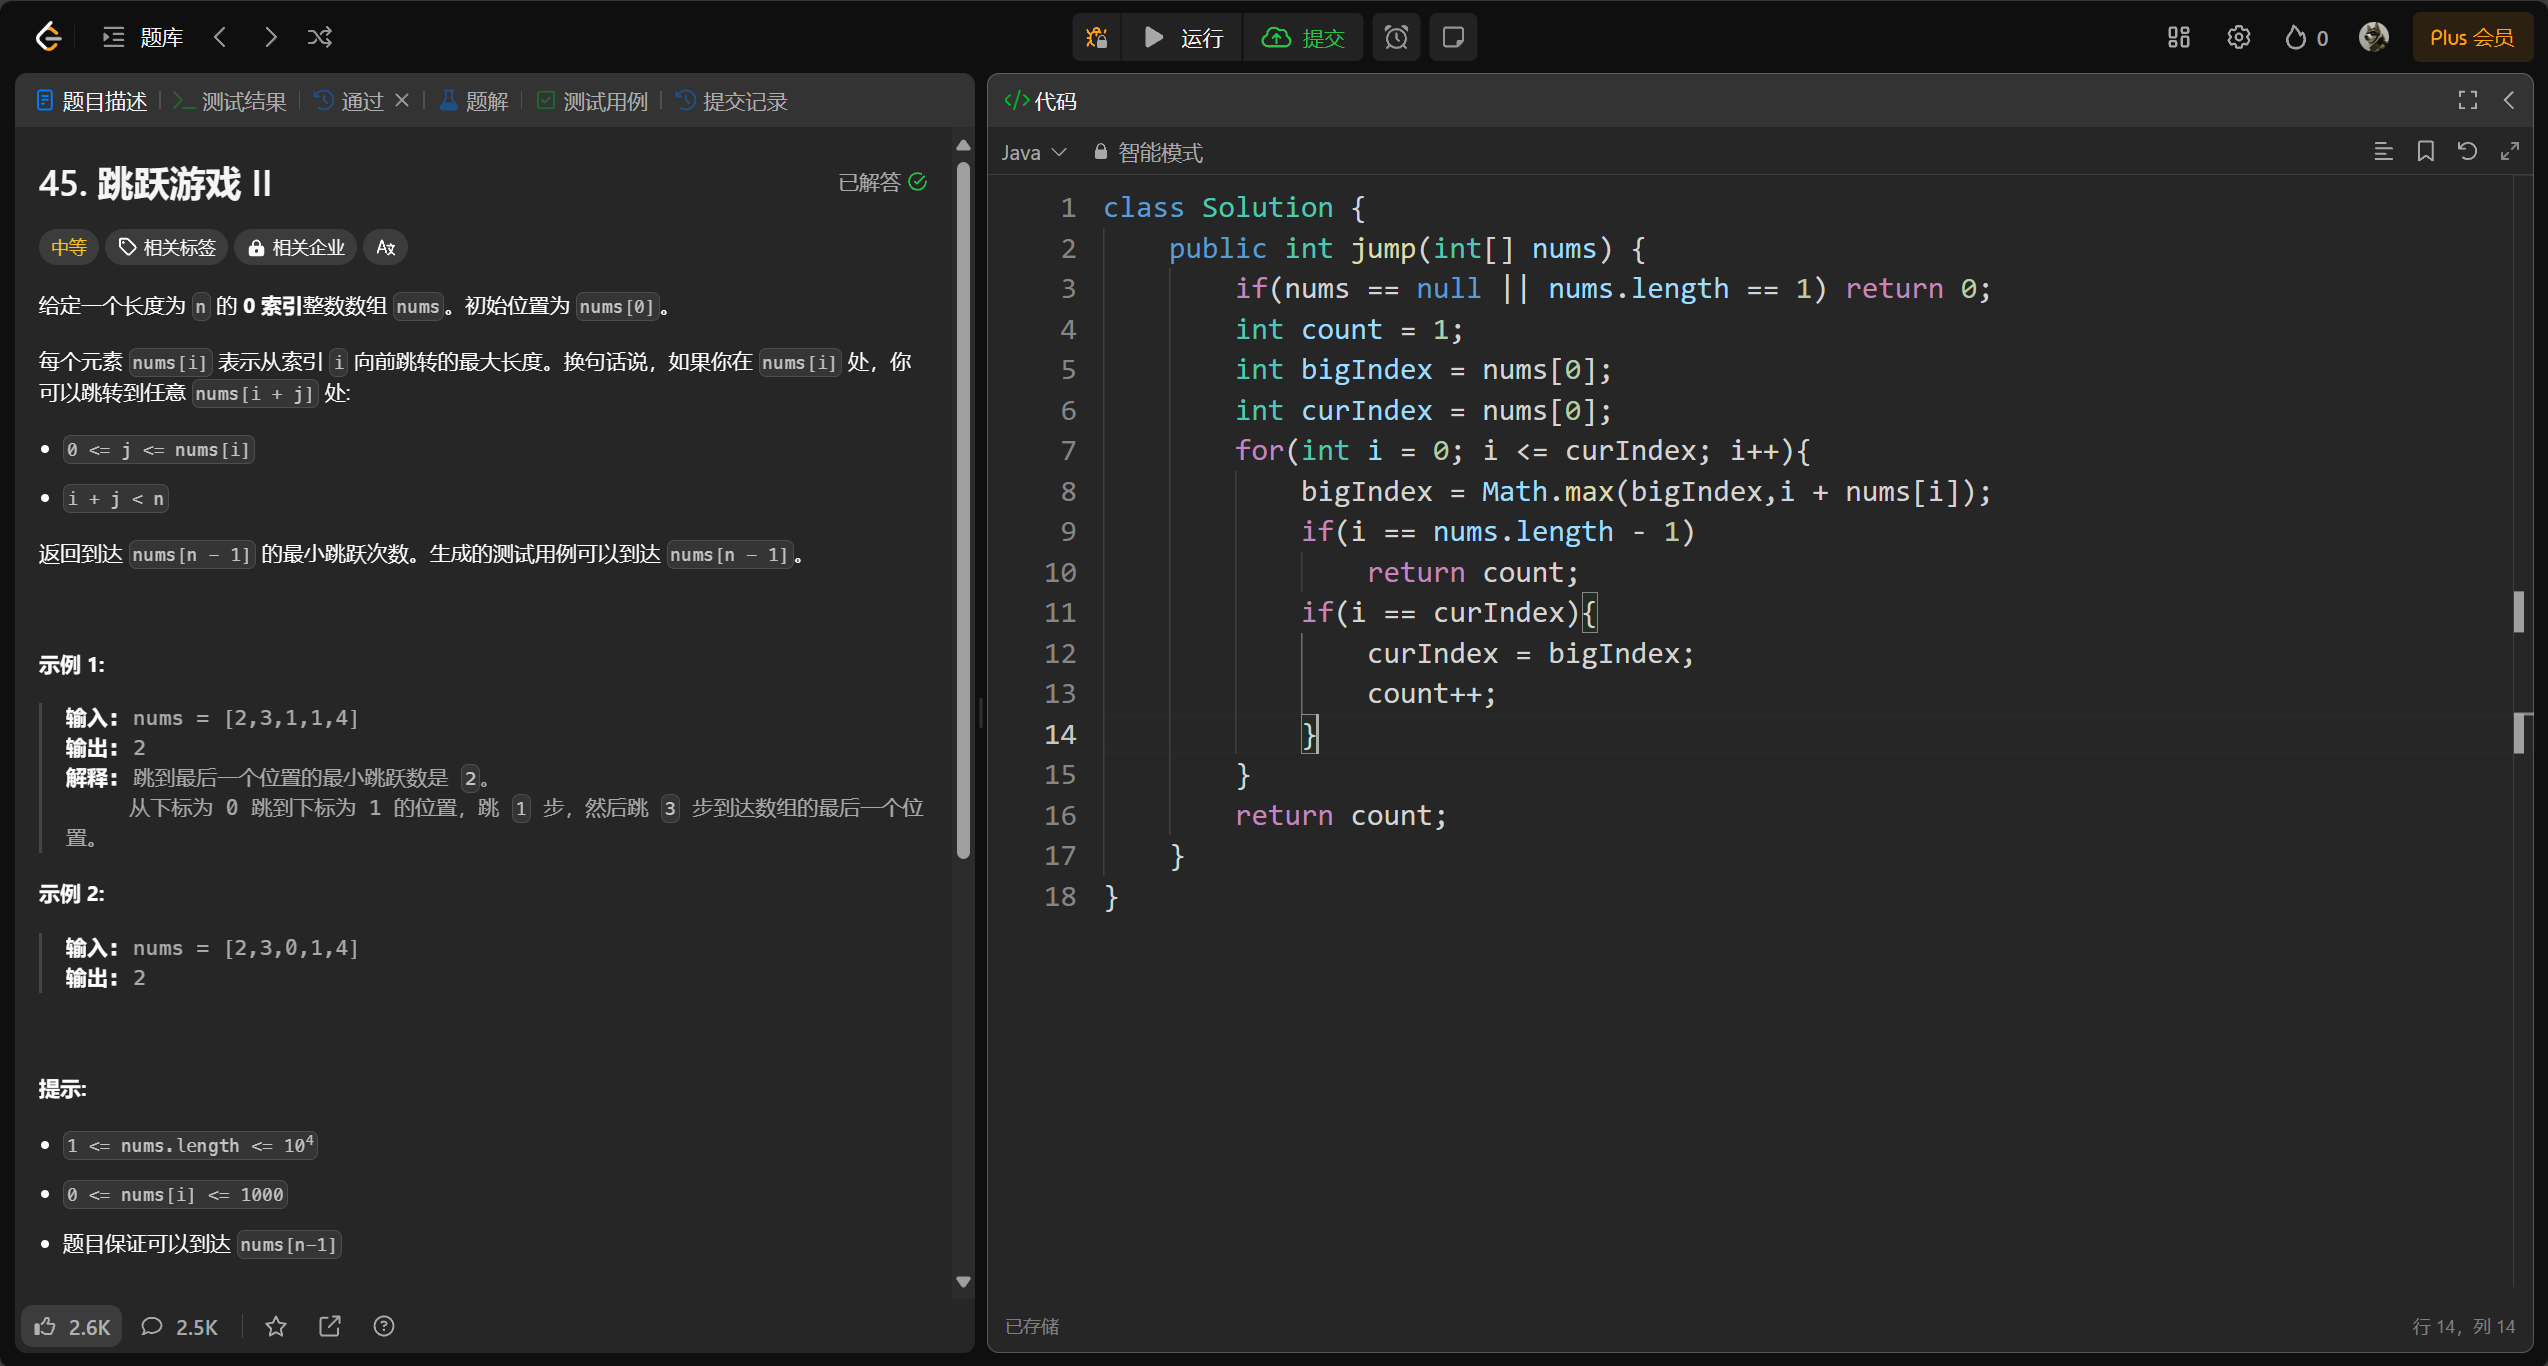 题库
运行
提交
0
Plus 会员
题目描述
测试结果
通过
题解
测试用例
提交记录
45. 跳跃游戏 II
已解答
中等
相关标签
相关企业
给定一个长度为 n 的 0 索引整数数组 nums。初始位置为 nums[0]。
每个元素 nums[i] 表示从索引 i 向前跳转的最大长度。换句话说，如果你在 nums[i] 处，你
可以跳转到任意 nums[i + j] 处:
0 <= j <= nums[i]
i + j < n
返回到达 nums[n - 1] 的最小跳跃次数。生成的测试用例可以到达 nums[n - 1]。
示例 1:
输入: nums = [2,3,1,1,4]
输出: 2
解释: 跳到最后一个位置的最小跳跃数是 2。
从下标为 0 跳到下标为 1 的位置，跳 1 步，然后跳 3 步到达数组的最后一个位
置。
示例 2:
输入: nums = [2,3,0,1,4]
输出: 2
提示:
1 <= nums.length <= 10⁴
0 <= nums[i] <= 1000
题目保证可以到达 nums[n-1]
2.6K
2.5K
</> 代码
Java
智能模式
1 class Solution {
2 public int jump(int[] nums) {
3 if(nums == null || nums.length == 1) return 0;
4 int count = 1;
5 int bigIndex = nums[0];
6 int curIndex = nums[0];
7 for(int i = 0; i <= curIndex; i++){
8 bigIndex = Math.max(bigIndex,i + nums[i]);
9 if(i == nums.length - 1)
10 return count;
11 if(i == curIndex){
12 curIndex = bigIndex;
13 count++;
14 }
15 }
16 return count;
17 }
18 }
已存储
行 14，列 14